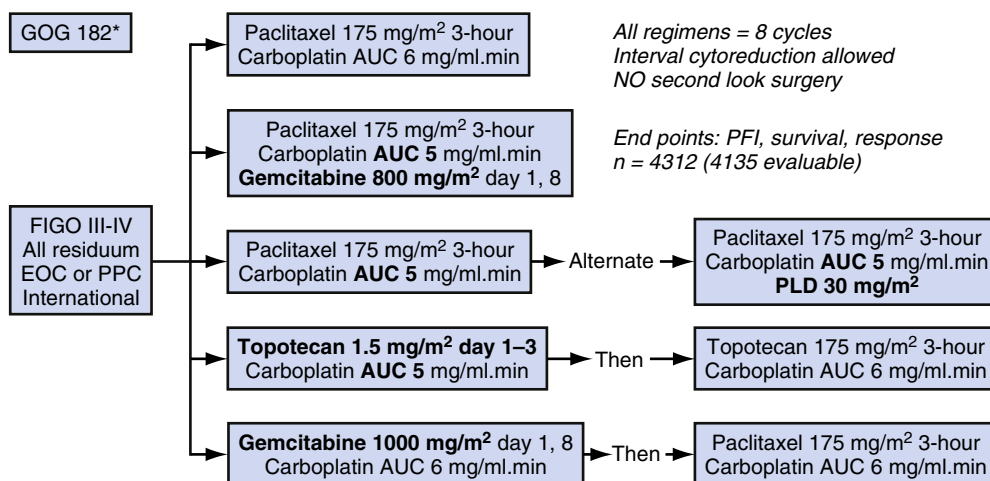 GOG 182*
Paclitaxel 175 mg/m² 3-hour
Carboplatin AUC 6 mg/ml.min
All regimens = 8 cycles
Interval cytoreduction allowed
NO second look surgery
Paclitaxel 175 mg/m² 3-hour
Carboplatin AUC 5 mg/ml.min
Gemcitabine 800 mg/m² day 1, 8
End points: PFI, survival, response
n = 4312 (4135 evaluable)
FIGO III-IV
All residuum
EOC or PPC
International
Paclitaxel 175 mg/m² 3-hour
Carboplatin AUC 5 mg/ml.min
Alternate
Paclitaxel 175 mg/m² 3-hour
Carboplatin AUC 5 mg/ml.min
PLD 30 mg/m²
Topotecan 1.5 mg/m² day 1–3
Carboplatin AUC 5 mg/ml.min
Then
Topotecan 175 mg/m² 3-hour
Carboplatin AUC 6 mg/ml.min
Gemcitabine 1000 mg/m² day 1, 8
Carboplatin AUC 6 mg/ml.min
Then
Paclitaxel 175 mg/m² 3-hour
Carboplatin AUC 6 mg/ml.min